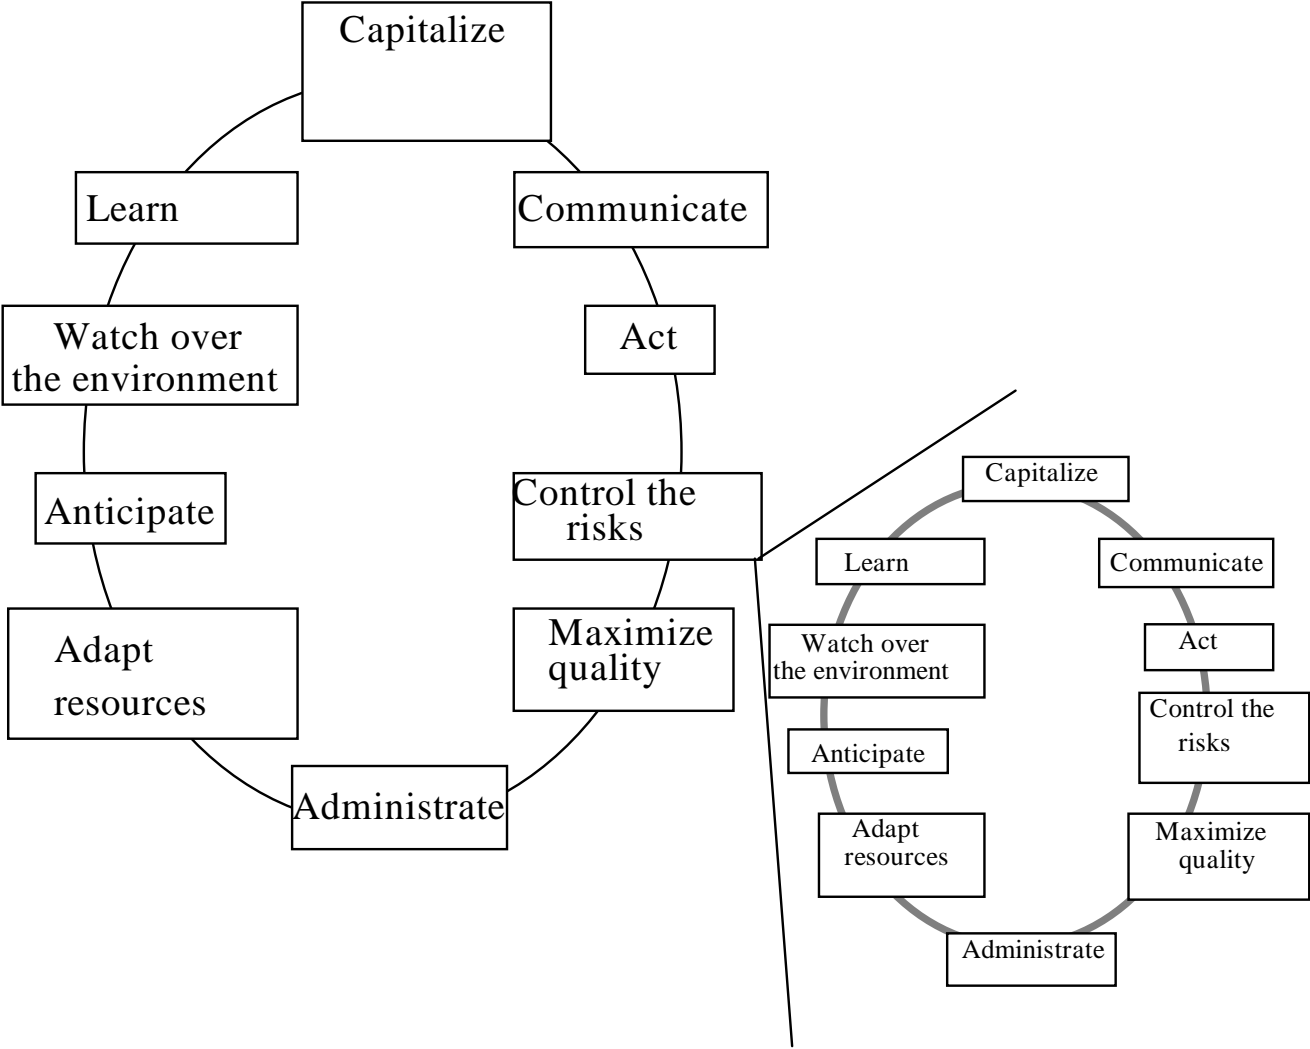 Capitalize
Learn
Communicate
Watch over
the environment
Act
Anticipate
Control the
risks
Adapt
resources
Maximize
quality
Administrate
Capitalize
Learn
Communicate
Watch over
the environment
Act
Control the
risks
Anticipate
Adapt
resources
Maximize
quality
Administrate